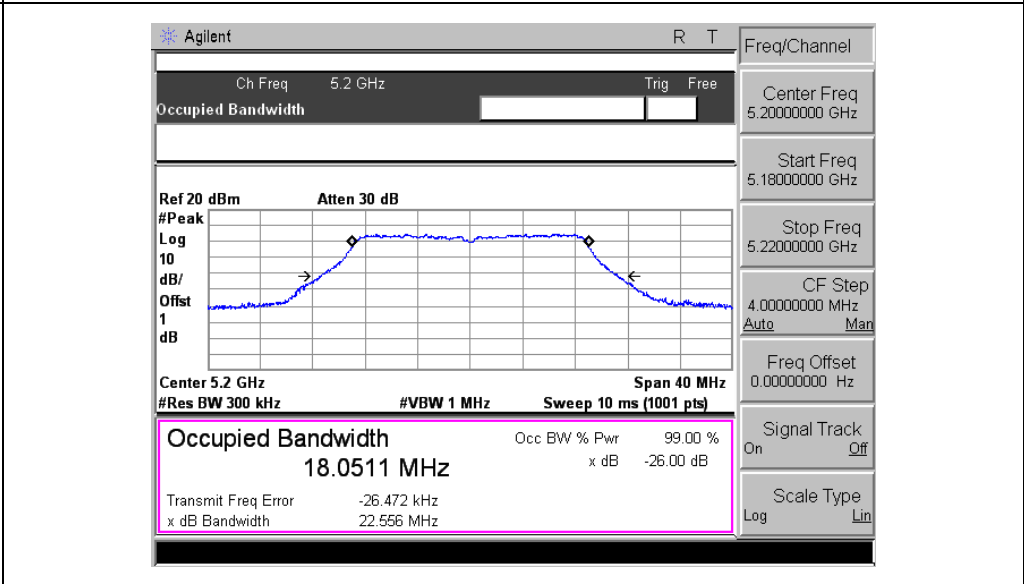 Agilent R T
Freq/Channel
Ch Freq 5.2 GHz Trig Free
Occupied Bandwidth
Center Freq
5.20000000 GHz
Start Freq
5.18000000 GHz
Stop Freq
5.22000000 GHz
CF Step
4.00000000 MHz
Auto Man
Freq Offset
0.00000000 Hz
Signal Track
On Off
Scale Type
Log Lin
Ref 20 dBm Atten 30 dB
#Peak
Log
10
dB/
Offst
1
dB
Center 5.2 GHz Span 40 MHz
#Res BW 300 kHz #VBW 1 MHz Sweep 10 ms (1001 pts)
Occupied Bandwidth Occ BW % Pwr 99.00 %
18.0511 MHz x dB -26.00 dB
Transmit Freq Error -26.472 kHz
x dB Bandwidth 22.556 MHz